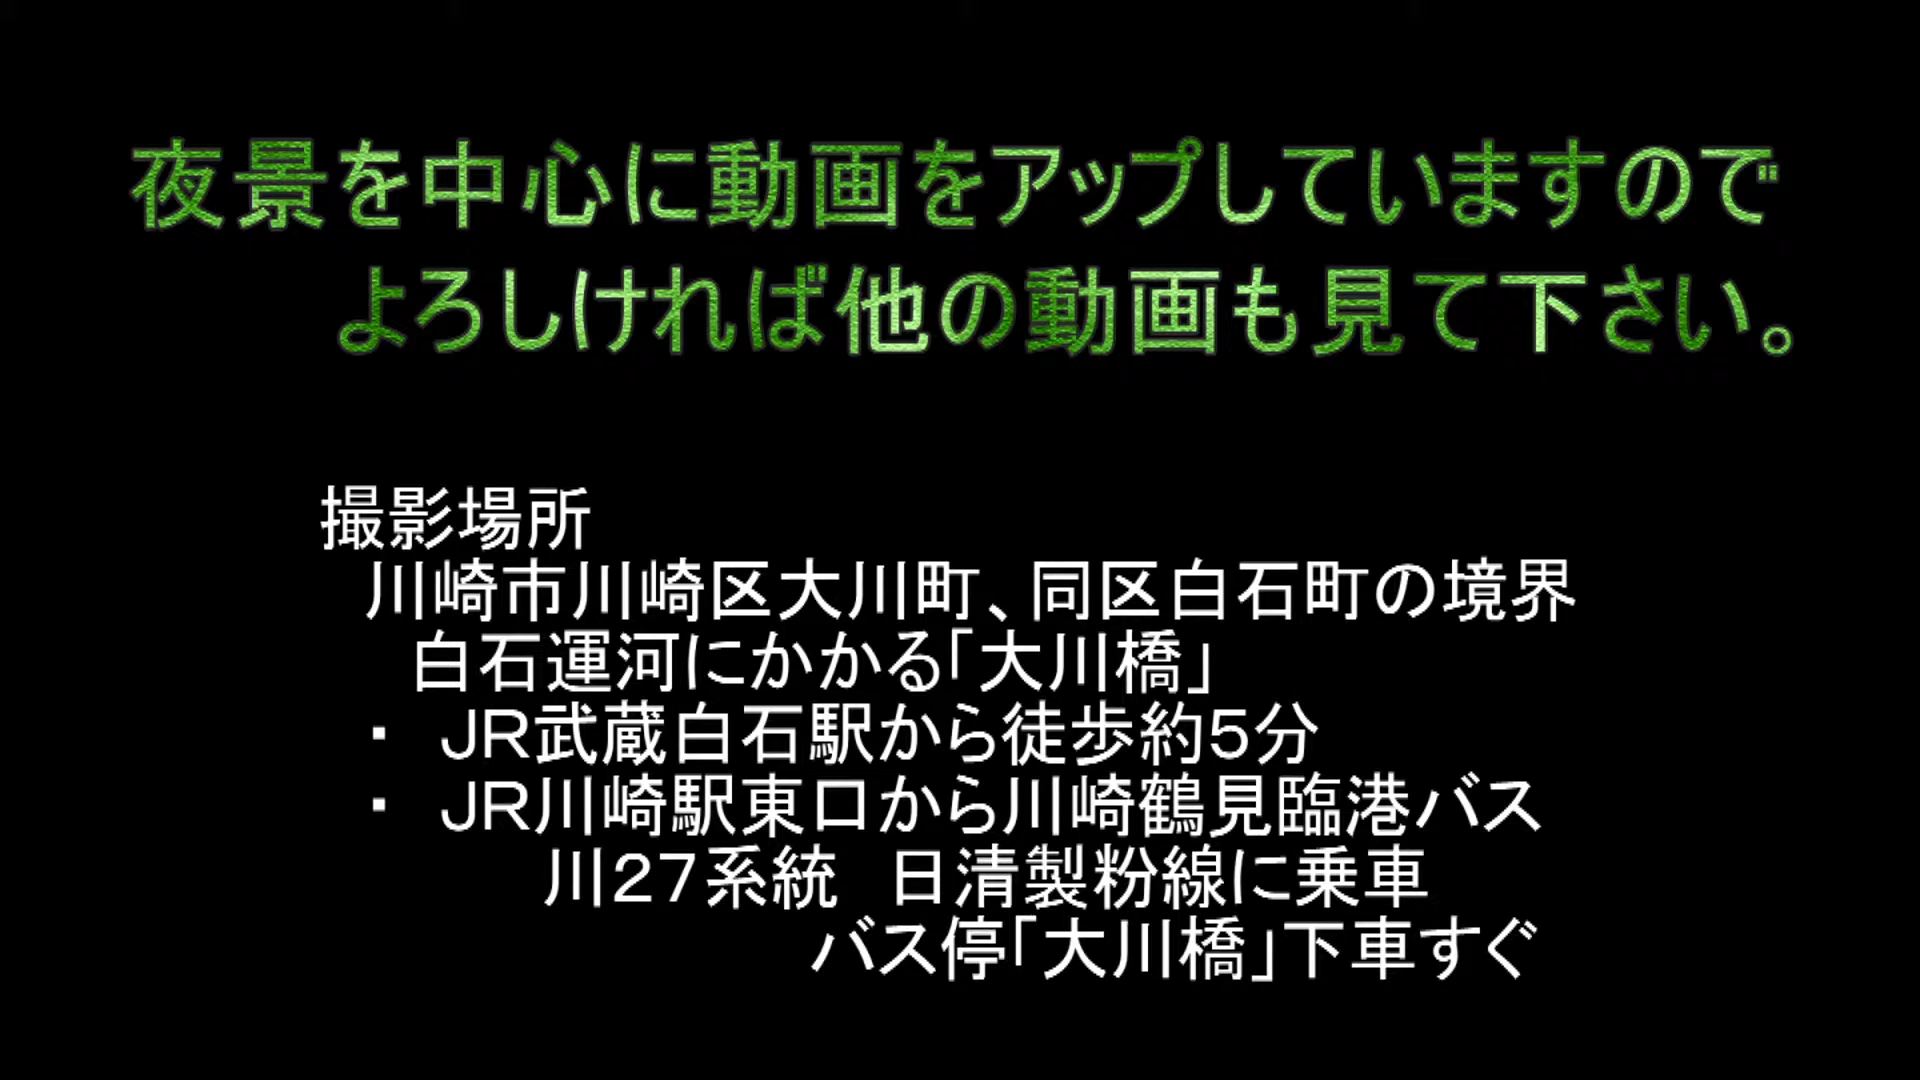 夜景を中心に動画をアップしていますので
よろしければ他の動画も見て下さい。
撮影場所
川崎市川崎区大川町、同区白石町の境界
白石運河にかかる「大川橋」
・ JR武蔵白石駅から徒歩約5分
・ JR川崎駅東口から川崎鶴見臨港バス
川27系統 日清製粉線に乗車
バス停「大川橋」下車すぐ